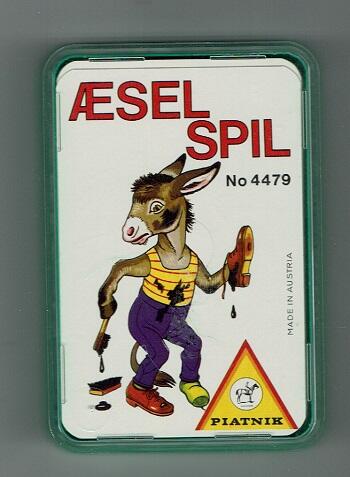 ÆSEL
SPIL
No 4479
MADE IN AUSTRIA
PIATNIK